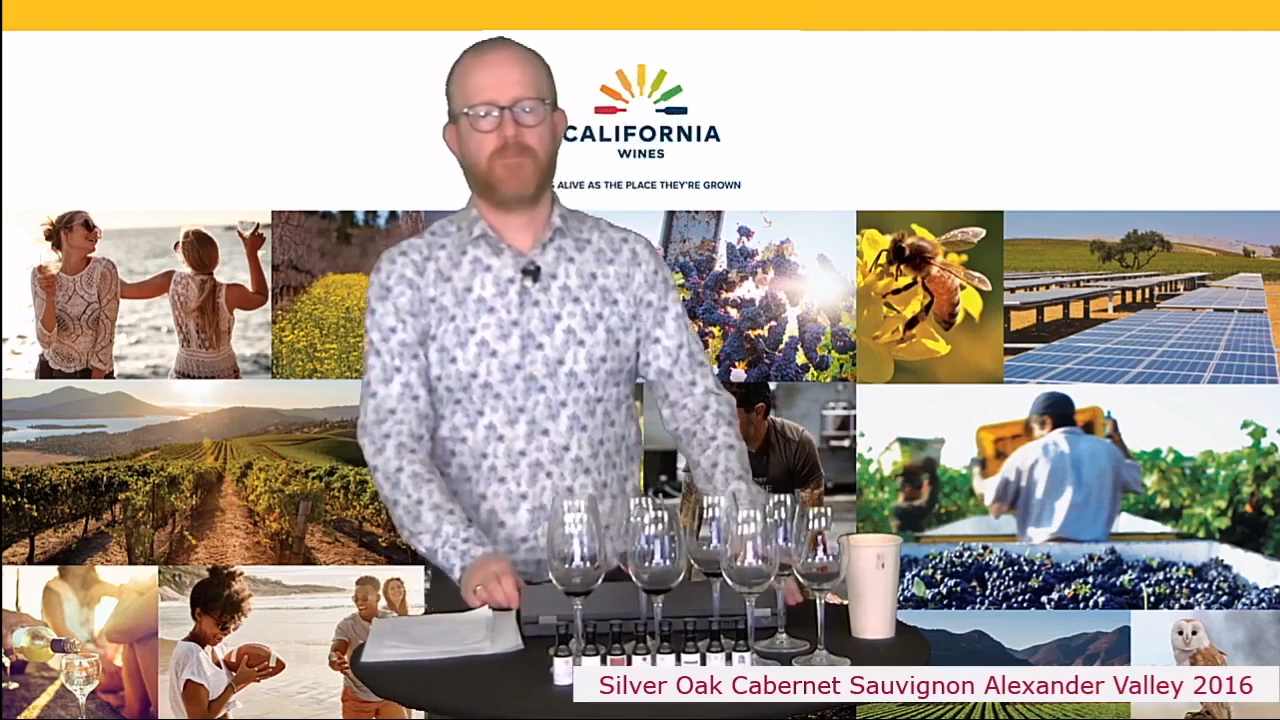 CALIFORNIA
WINES
ALIVE AS THE PLACE THEY'RE GROWN
Silver Oak Cabernet Sauvignon Alexander Valley 2016